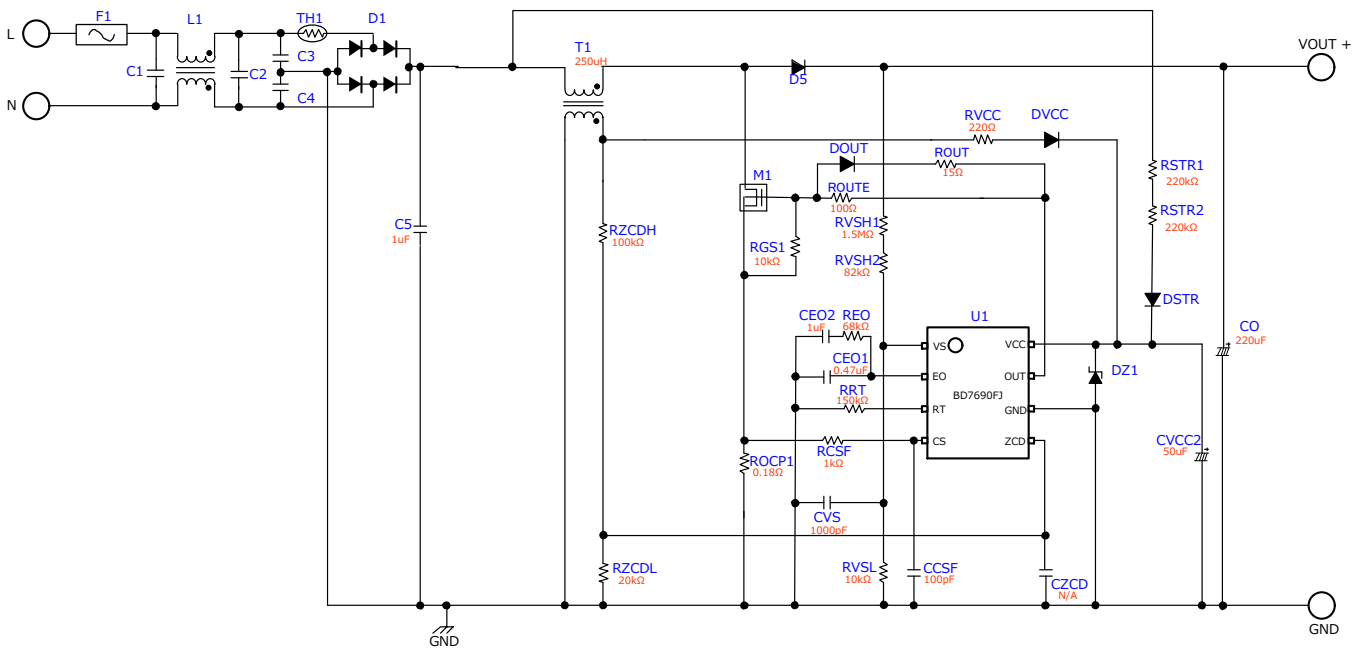 F1
L1
TH1
D1
L
N
C1
C2
C3
C4
T1
250uH
D5
VOUT +
RVCC
220Ω
DVCC
DOUT
ROUT
15Ω
M1
ROUTE
100Ω
RSTR1
220kΩ
RSTR2
220kΩ
C5
1uF
RZCDH
100kΩ
RGS1
10kΩ
RVSH1
1.5MΩ
RVSH2
82kΩ
DSTR
CEO2
1uF
REO
68kΩ
U1
CO
220uF
VS
VCC
CEO1
0.47uF
EO
OUT
DZ1
RRT
150kΩ
BD7690FJ
RT
GND
CS
ZCD
RCSF
1kΩ
ROCP1
0.18Ω
CVCC2
50uF
CVS
1000pF
RZCDL
20kΩ
RVSL
10kΩ
CCSF
100pF
CZCD
N/A
GND
GND